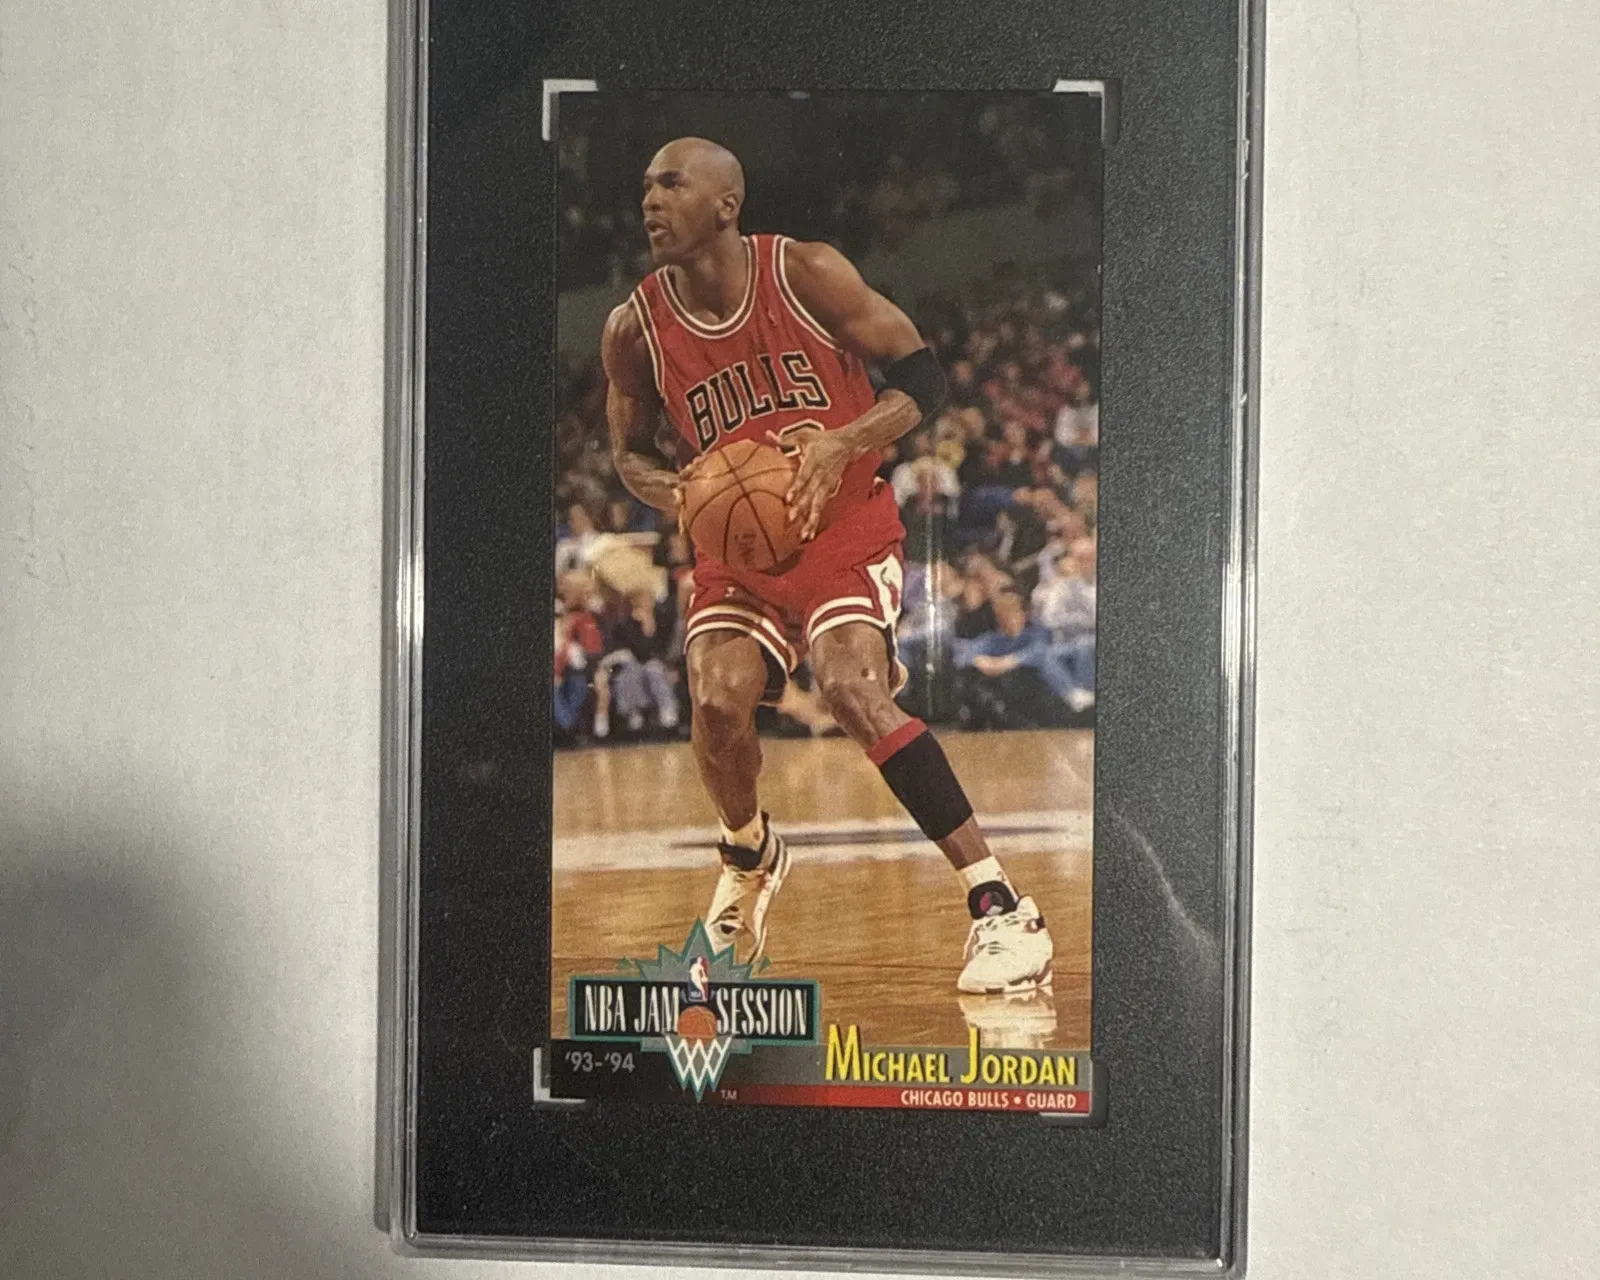 BULLS
NBA JAM SESSION
'93-'94
TM
MICHAEL JORDAN
CHICAGO BULLS • GUARD